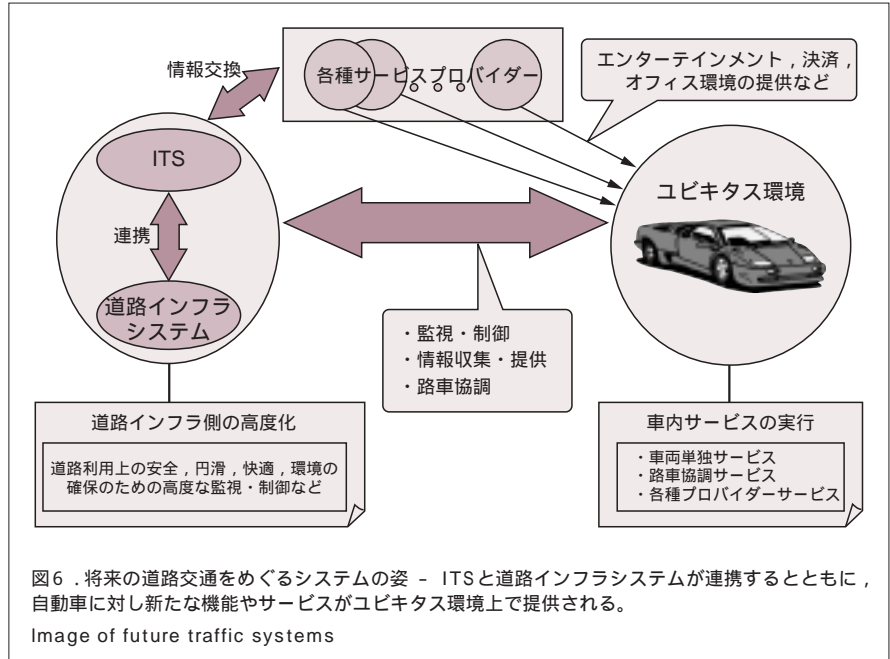 情報交換
各種サービスプロバイダー
エンターテインメント，決済，
オフィス環境の提供など
ITS
連携
道路インフラ
システム
ユビキタス環境
・監視・制御
・情報収集・提供
・路車協調
道路インフラ側の高度化
道路利用上の安全，円滑，快適，環境の
確保のための高度な監視・制御など
車内サービスの実行
・車両単独サービス
・路車協調サービス
・各種プロバイダーサービス
図6．将来の道路交通をめぐるシステムの姿 － ITSと道路インフラシステムが連携するとともに，
自動車に対し新たな機能やサービスがユビキタス環境上で提供される。
Image of future traffic systems